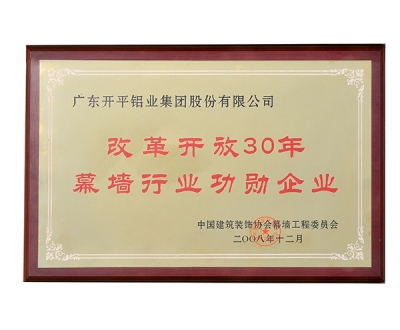 广东开平铝业集团股份有限公司
改革开放30年
幕墙行业功勋企业
中国建筑装饰协会幕墙工程委员会
二〇〇八年十二月